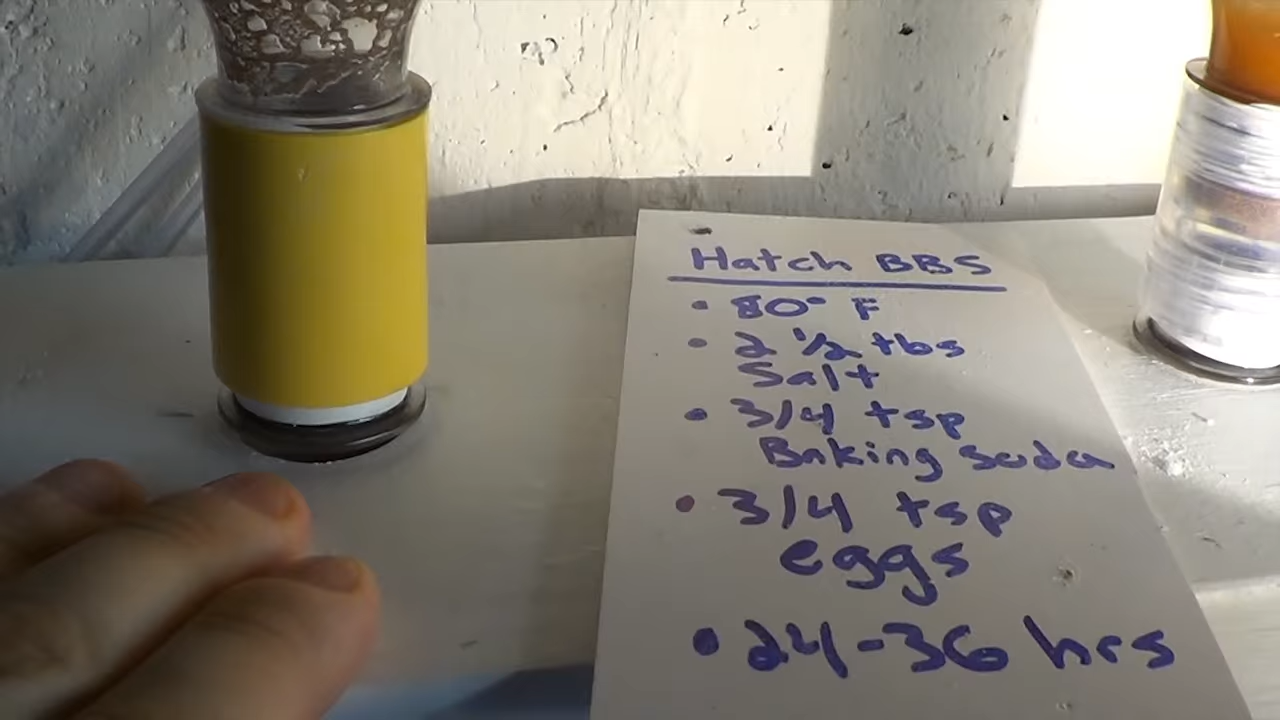 Hatch BBS
• 80° F
• 2 1/2 tbs
Salt
• 3/4 tsp
Baking soda
• 3/4 tsp
eggs
• 24-36 hrs